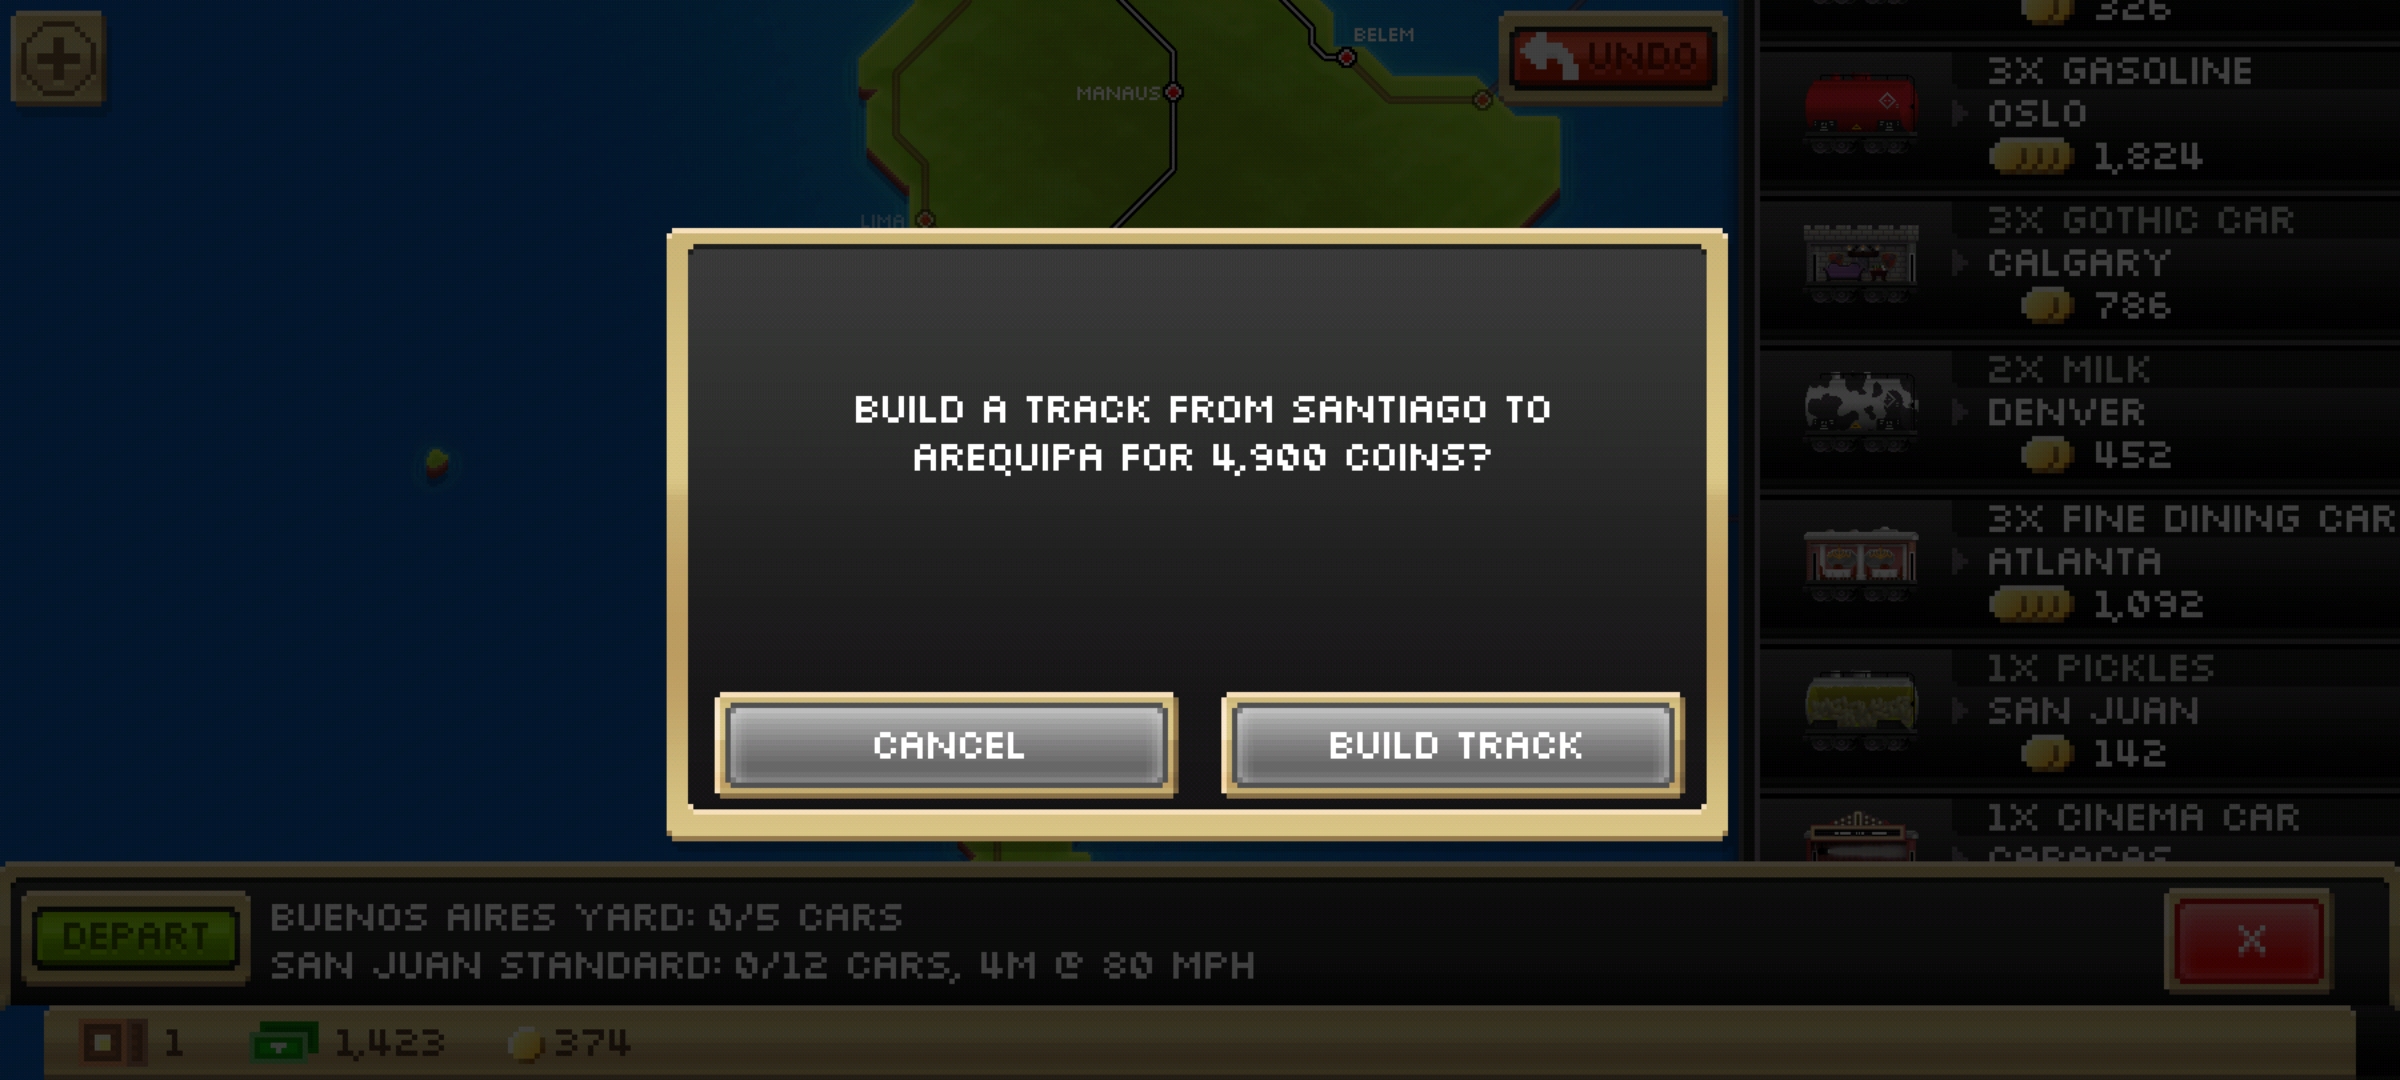 BELEM
MANAUS
LIMA
UNDO
326
3X GASOLINE
OSLO
1,824
3X GOTHIC CAR
CALGARY
786
2X MILK
DENVER
452
3X FINE DINING CAR
ATLANTA
1,092
1X PICKLES
SAN JUAN
142
1X CINEMA CAR
CARACAS
BUILD A TRACK FROM SANTIAGO TO
AREQUIPA FOR 4,900 COINS?
CANCEL
BUILD TRACK
DEPART
BUENOS AIRES YARD: 0/5 CARS
SAN JUAN STANDARD: 0/12 CARS, 4M @ 80 MPH
X
1
1,423
374